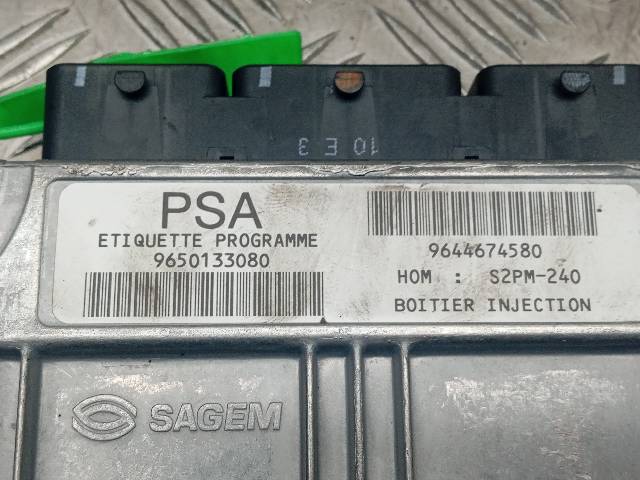 10 E 3
PSA
ETIQUETTE PROGRAMME
9650133080
9644674580
HOM : S2PM-240
BOITIER INJECTION
SAGEM